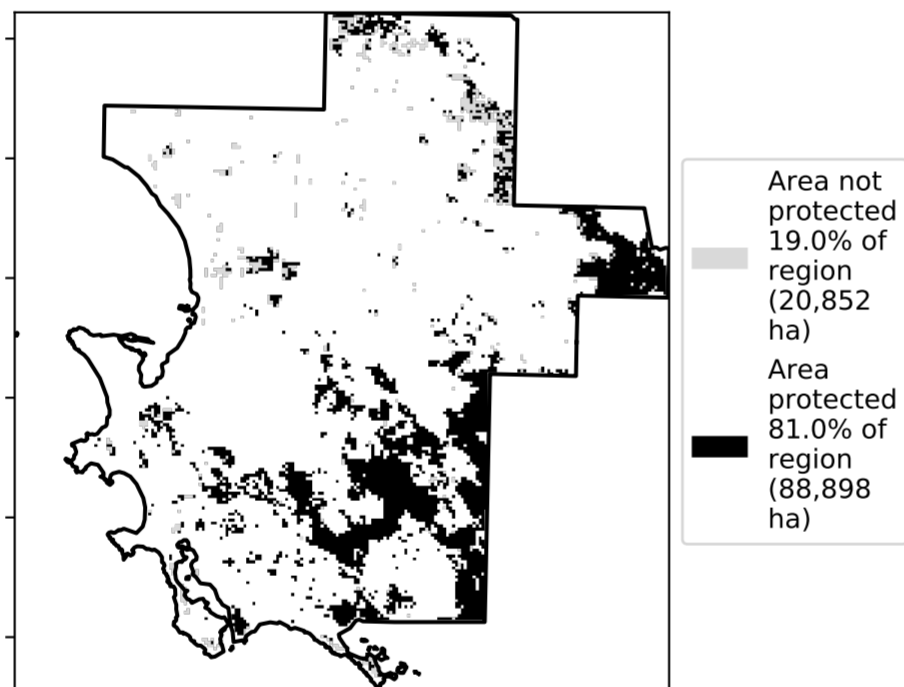 Area not
protected
19.0% of
region
(20,852
ha)
Area
protected
81.0% of
region
(88,898
ha)